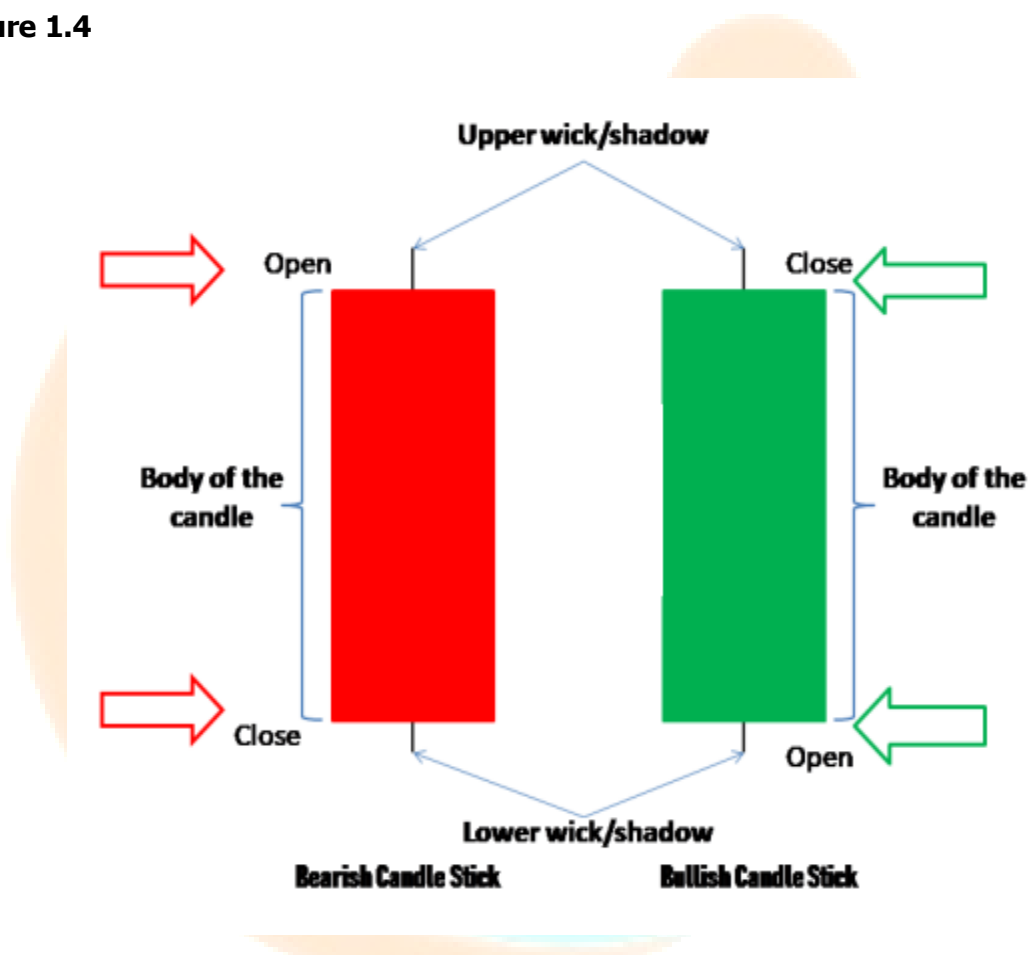 ure 1.4
Upper wick/shadow
Open
Close
Body of the
candle
Body of the
candle
Close
Open
Lower wick/shadow
Bearish Candle Stick
Bullish Candle Stick